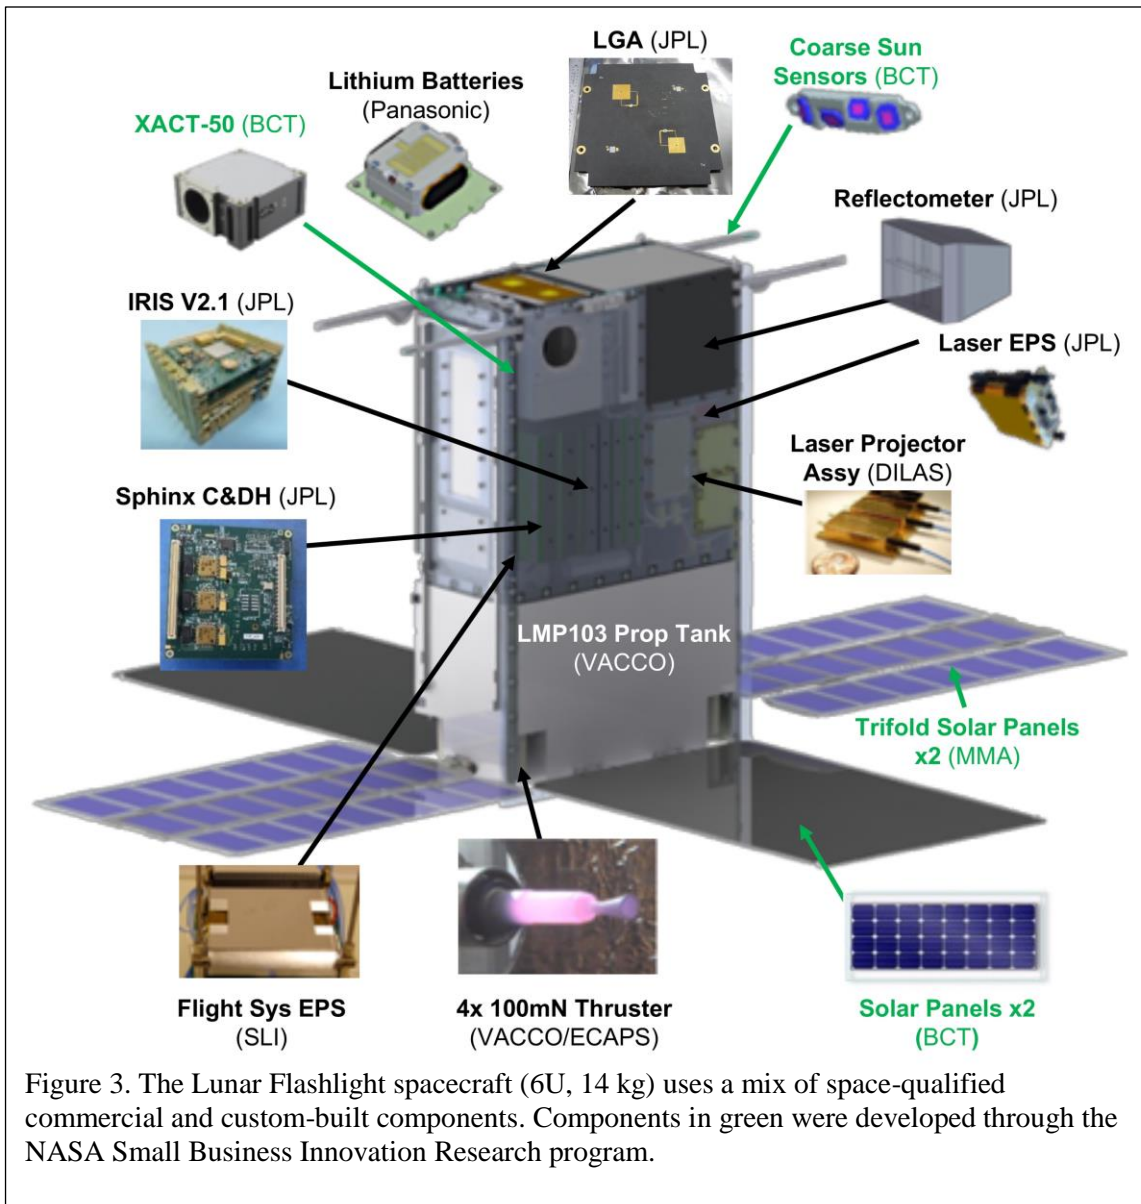 LGA (JPL)
Coarse Sun
Sensors (BCT)
Lithium Batteries
(Panasonic)
XACT-50 (BCT)
Reflectometer (JPL)
IRIS V2.1 (JPL)
Laser EPS (JPL)
Laser Projector
Assy (DILAS)
Sphinx C&DH (JPL)
LMP103 Prop Tank
(VACCO)
Trifold Solar Panels
x2 (MMA)
Flight Sys EPS
(SLI)
4x 100mN Thruster
(VACCO/ECAPS)
Solar Panels x2
(BCT)
Figure 3. The Lunar Flashlight spacecraft (6U, 14 kg) uses a mix of space-qualified
commercial and custom-built components. Components in green were developed through the
NASA Small Business Innovation Research program.